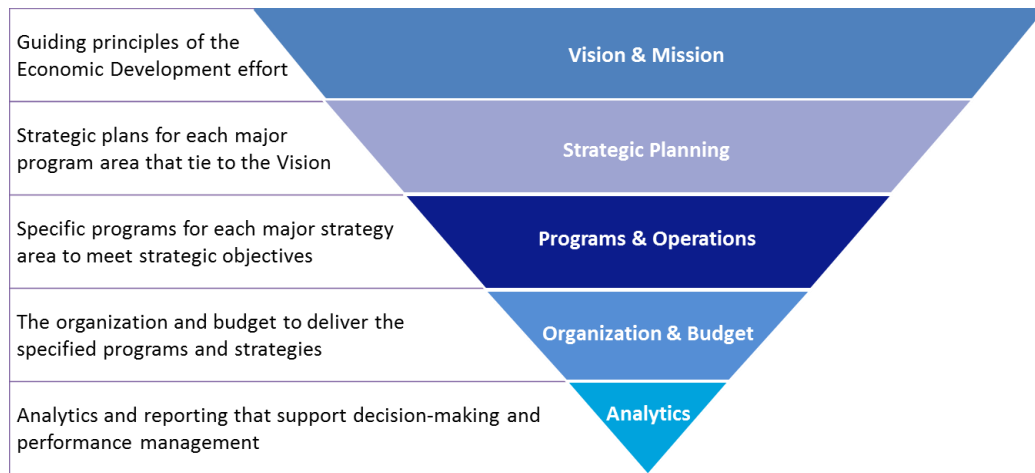 Guiding principles of the
Economic Development effort
Vision & Mission
Strategic plans for each major
program area that tie to the Vision
Strategic Planning
Specific programs for each major strategy
area to meet strategic objectives
Programs & Operations
The organization and budget to deliver the
specified programs and strategies
Organization & Budget
Analytics and reporting that support decision-making and
performance management
Analytics